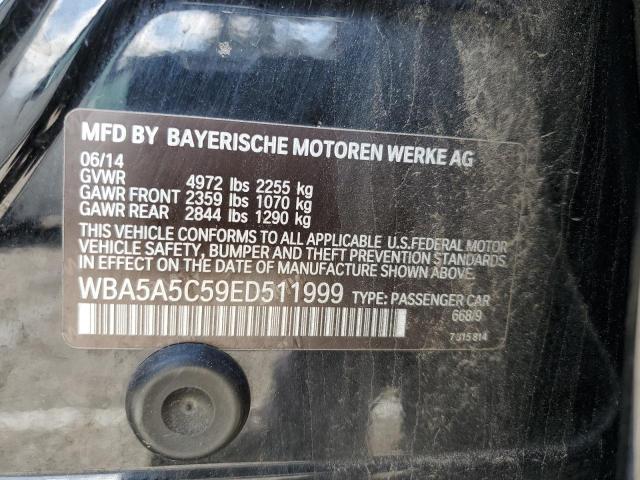 MFD BY BAYERISCHE MOTOREN WERKE AG
06/14
GVWR 4972 lbs 2255 kg
GAWR FRONT 2359 lbs 1070 kg
GAWR REAR 2844 lbs 1290 kg
THIS VEHICLE CONFORMS TO ALL APPLICABLE U.S.FEDERAL MOTOR
VEHICLE SAFETY, BUMPER AND THEFT PREVENTION STANDARDS
IN EFFECT ON THE DATE OF MANUFACTURE SHOWN ABOVE.
WBA5A5C59ED511999 TYPE: PASSENGER CAR
668/9
7315814